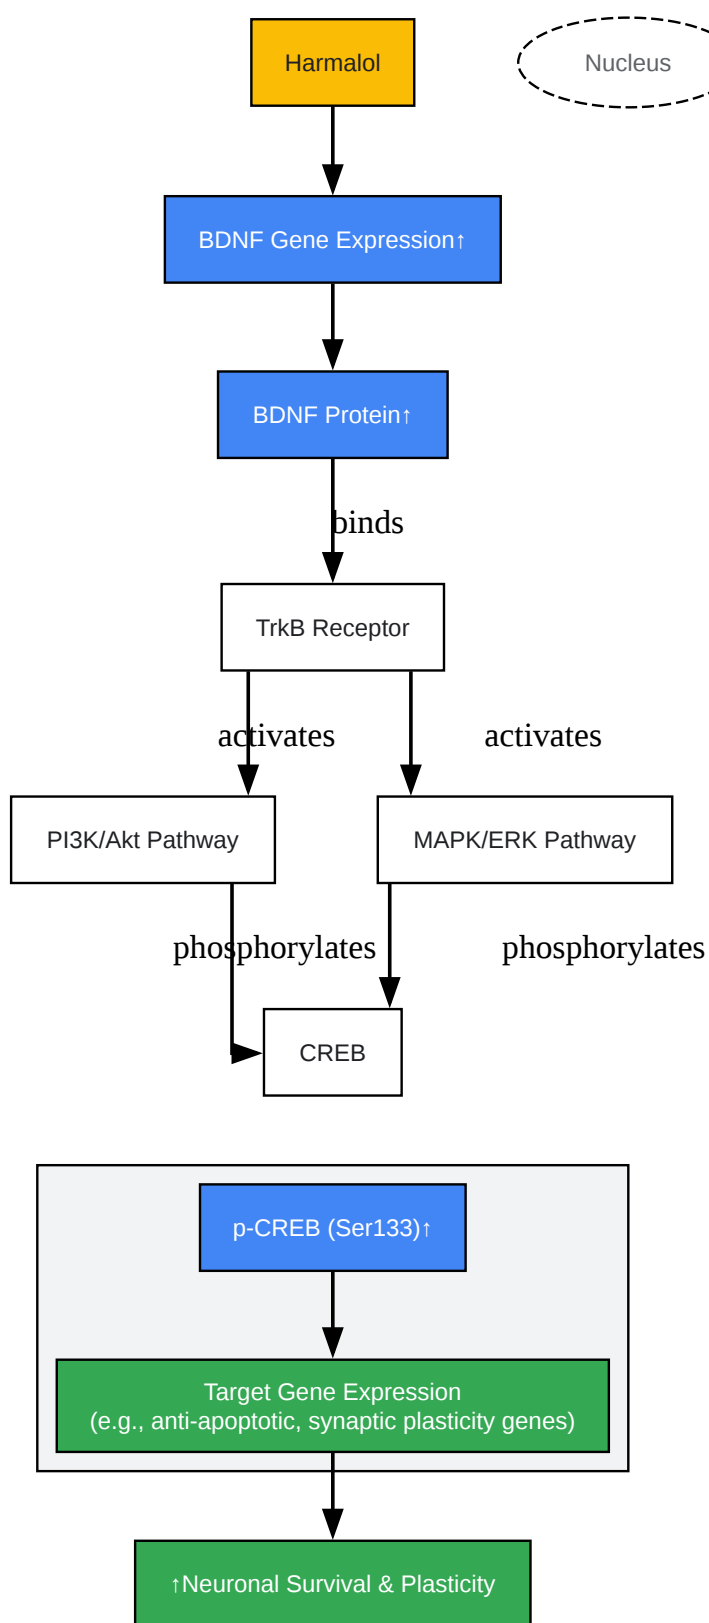 Harmalol
Nucleus
BDNF Gene Expression↑
BDNF Protein↑
binds
TrkB Receptor
activates
activates
PI3K/Akt Pathway
MAPK/ERK Pathway
phosphorylates
phosphorylates
CREB
p-CREB (Ser133)↑
Target Gene Expression
(e.g., anti-apoptotic, synaptic plasticity genes)
↑Neuronal Survival & Plasticity